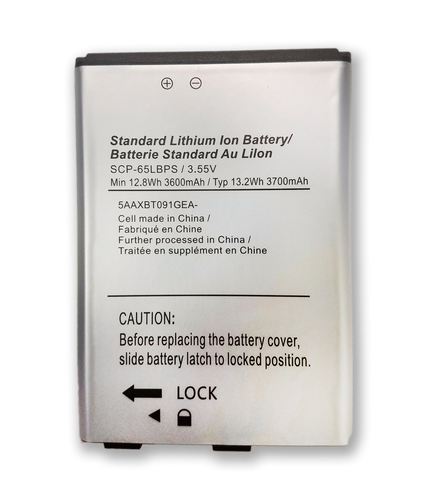 Standard Lithium Ion Battery/
Batterie Standard Au LiIon
SCP-65LBPS / 3.55V
Min 12.8Wh 3600mAh / Typ 13.2Wh 3700mAh
5AAXBT091GEA-
Cell made in China /
Fabriqué en Chine
Further processed in China /
Traitée en supplément en Chine
CAUTION:
Before replacing the battery cover,
slide battery latch to locked position.
LOCK